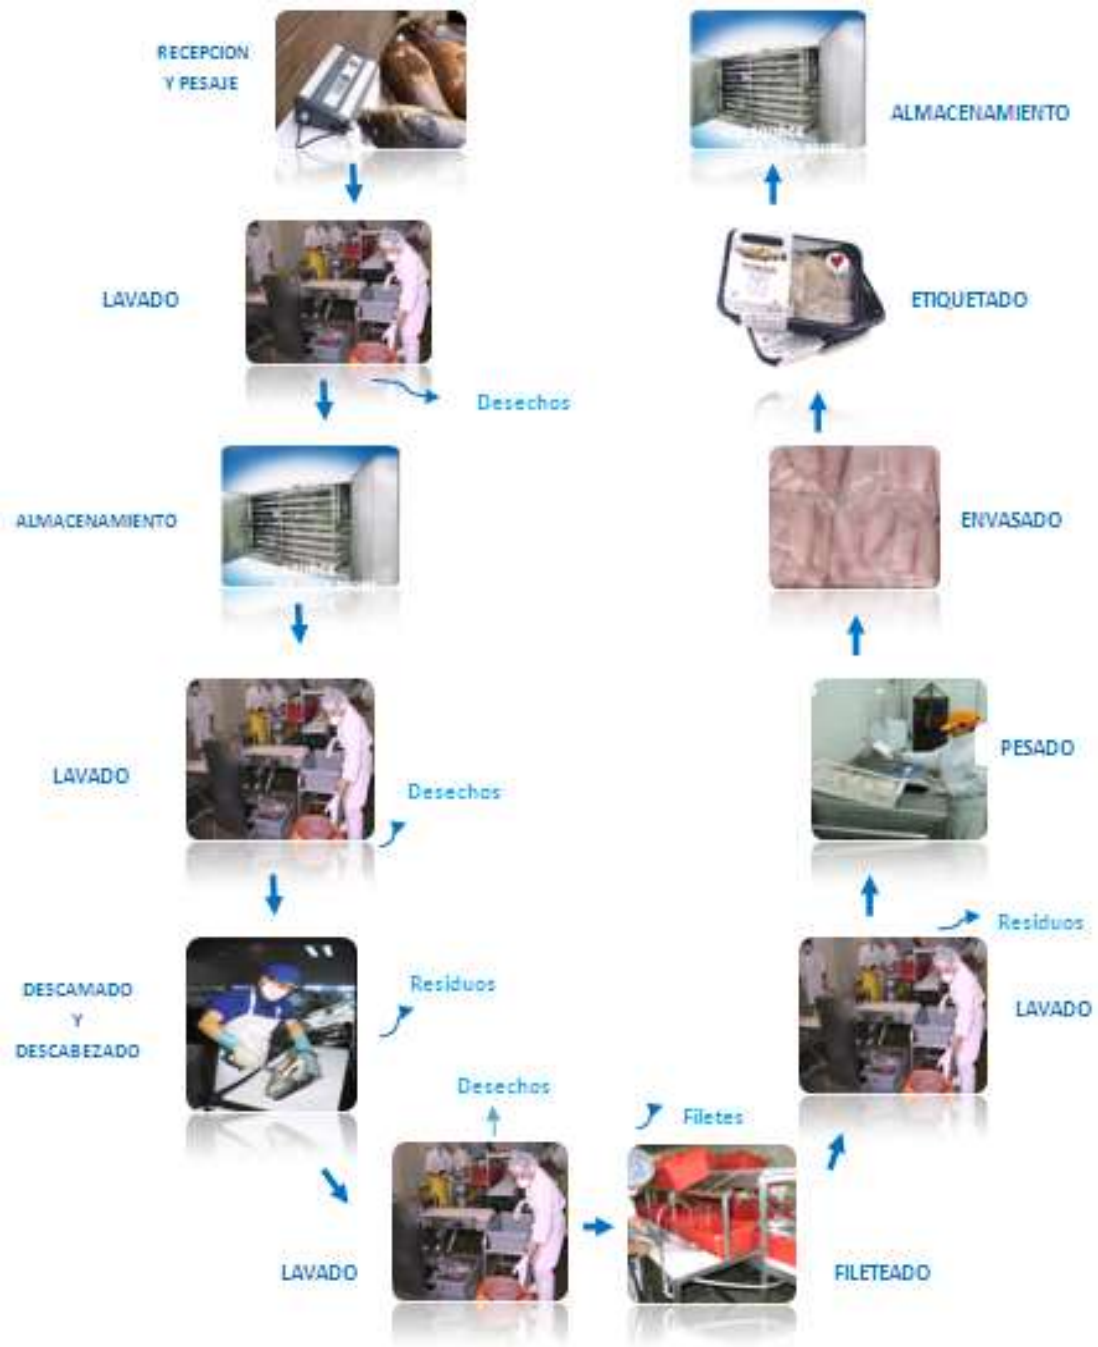 RECEPCION
Y PESAJE
LAVADO
Desechos
ALMACENAMIENTO
LAVADO
Desechos
DESCAMADO
Y
DESCABEZADO
Residuos
LAVADO
Desechos
Filetes
FILETEADO
LAVADO
Residuos
PESADO
ENVASADO
ETIQUETADO
ALMACENAMIENTO